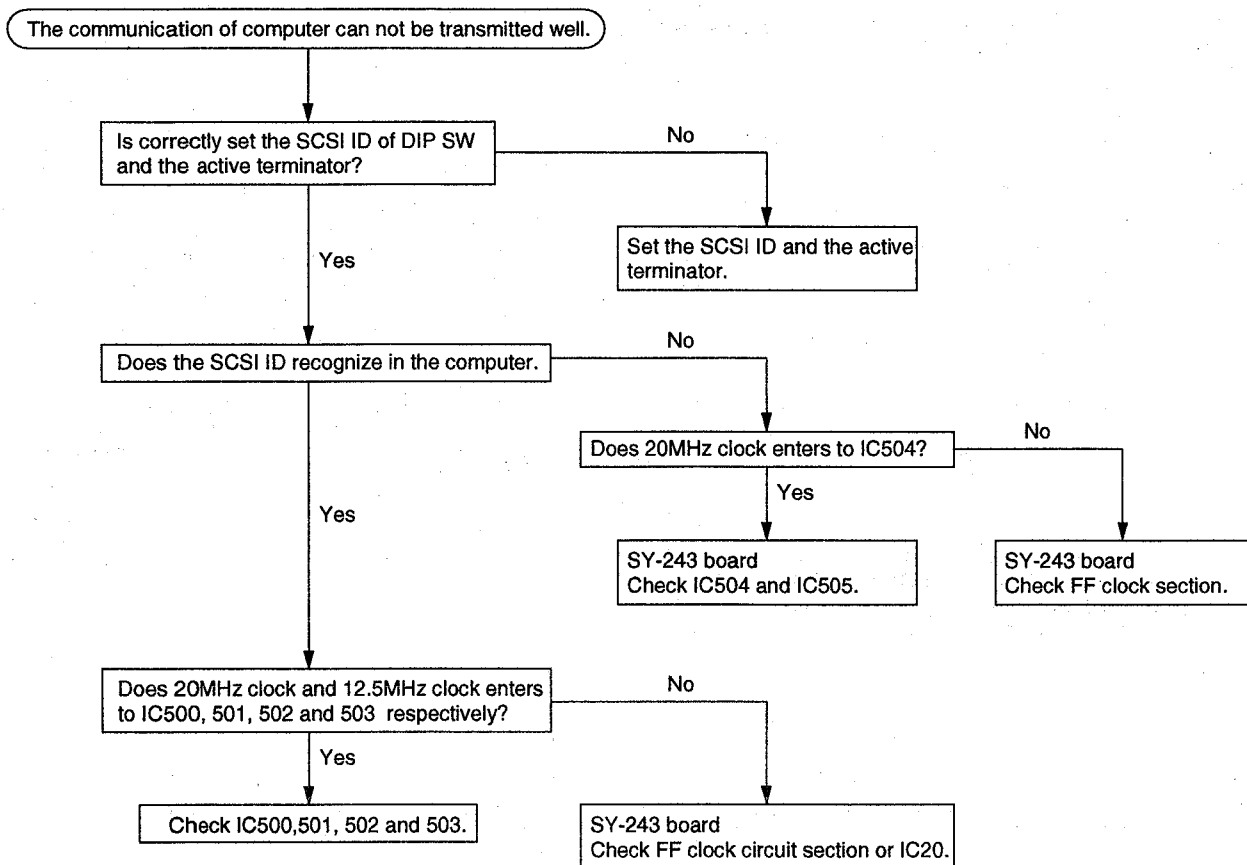 The communication of computer can not be transmitted well.
Is correctly set the SCSI ID of DIP SW
and the active terminator?
No
Set the SCSI ID and the active
terminator.
Yes
Does the SCSI ID recognize in the computer.
No
Does 20MHz clock enters to IC504?
No
Yes
Yes
SY-243 board
Check IC504 and IC505.
SY-243 board
Check FF clock section.
Does 20MHz clock and 12.5MHz clock enters
to IC500, 501, 502 and 503 respectively?
No
Yes
Check IC500,501, 502 and 503.
SY-243 board
Check FF clock circuit section or IC20.